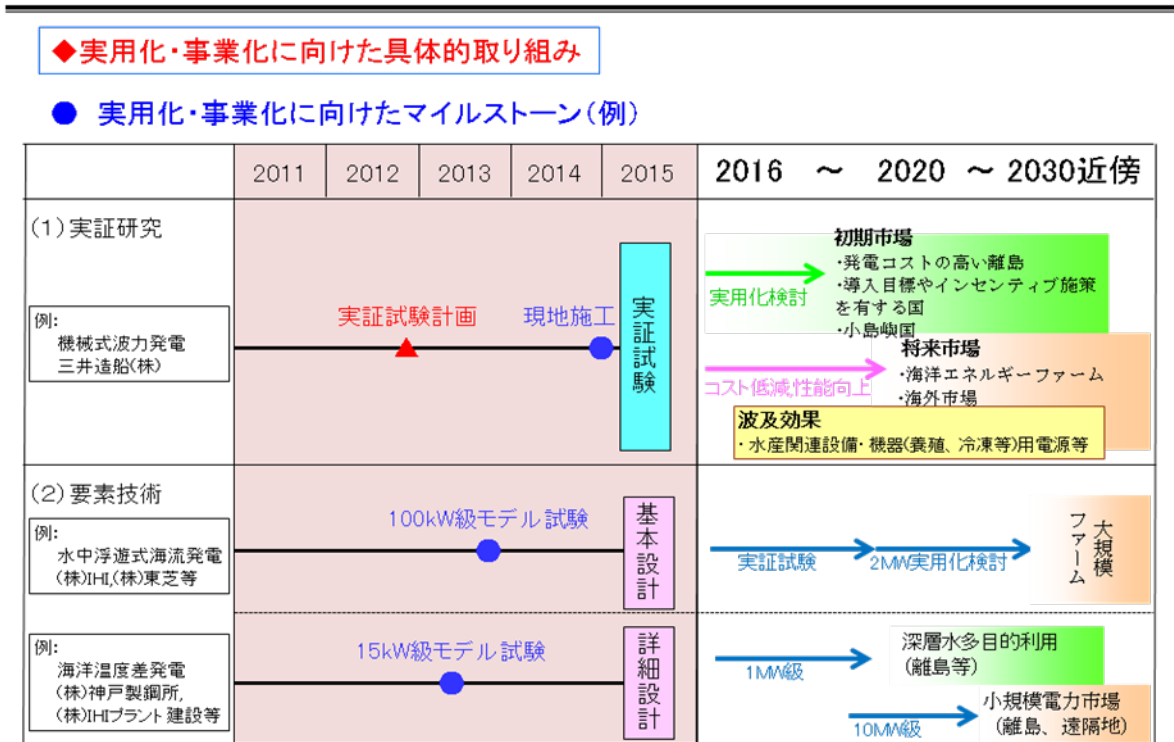 ◆実用化・事業化に向けた具体的取り組み
● 実用化・事業化に向けたマイルストーン(例)
2011 2012 2013 2014 2015 2016 ～ 2020 ～ 2030近傍
(1)実証研究
例:
機械式波力発電
三井造船(株)
実証試験計画
現地施工
実証試験
実用化検討
初期市場
・発電コストの高い離島
・導入目標やインセンティブ施策
を有する国
・小島嶼国
コスト低減,性能向上
将来市場
・海洋エネルギーファーム
・海外市場
波及効果
・水産関連設備・機器(養殖、冷凍等)用電源等
(2)要素技術
例:
水中浮遊式海流発電
(株)IHI,(株)東芝等
100kW級モデル試験
基本設計
実証試験
2MW実用化検討
大規模
ファーム
例:
海洋温度差発電
(株)神戸製鋼所,
(株)IHIプラント建設等
15kW級モデル試験
詳細設計
1MW級
深層水多目的利用
(離島等)
10MW級
小規模電力市場
(離島、遠隔地)